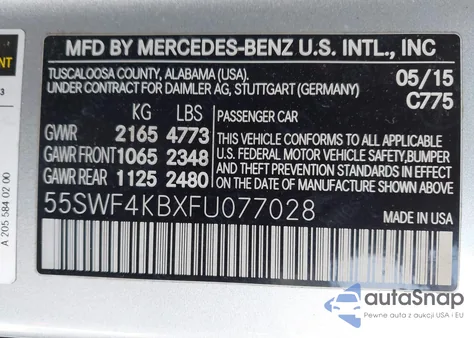 MFD BY MERCEDES-BENZ U.S. INTL., INC
TUSCALOOSA COUNTY, ALABAMA (USA).
UNDER CONTRACT FOR DAIMLER AG, STUTTGART (GERMANY)
05/15
C775
KG LBS
GVWR 2165 4773
GAWR FRONT 1065 2348
GAWR REAR 1125 2480
PASSENGER CAR
THIS VEHICLE CONFORMS TO ALL APPLICABLE
U.S. FEDERAL MOTOR VEHICLE SAFETY, BUMPER
AND THEFT PREVENTION STANDARDS IN EFFECT
ON THE DATE OF MANUFACTURE SHOWN ABOVE.
55SWF4KBXFU077028
A 205 584 02 00
autoSnap
Pewne auta z aukcji w USA i EU